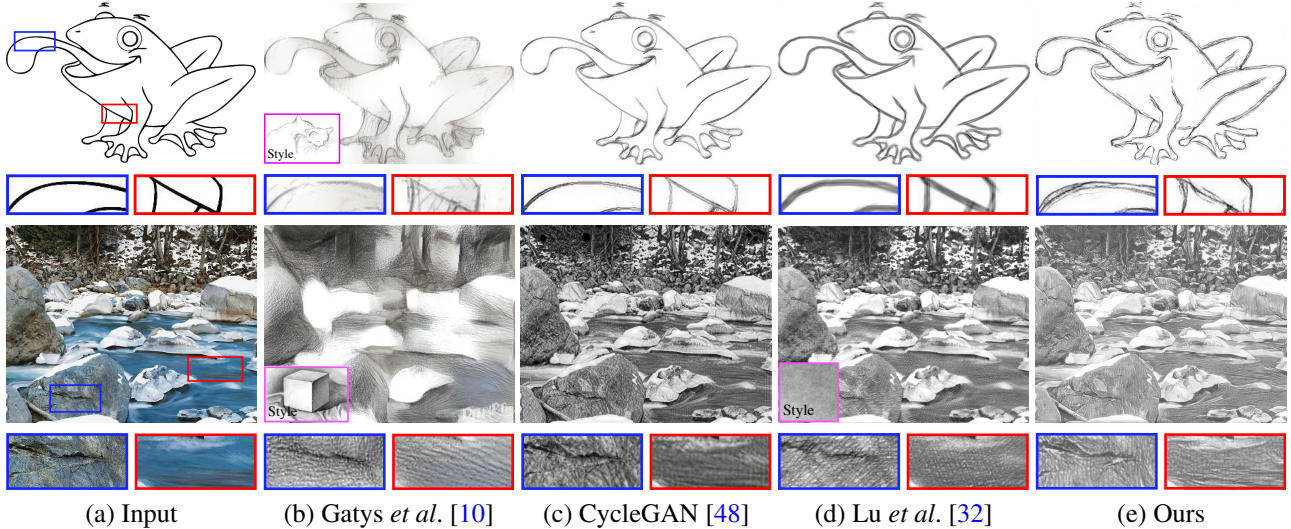 Style
Style
Style
(a) Input (b) Gatys et al. [10] (c) CycleGAN [48] (d) Lu et al. [32] (e) Ours